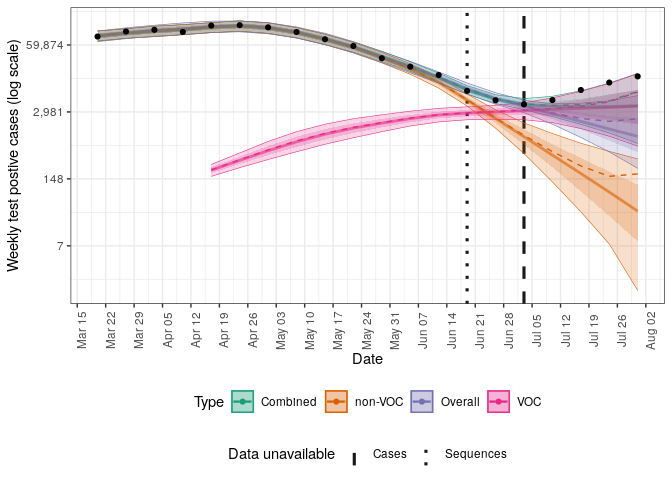 Weekly test postive cases (log scale)
59,874
2,981
148
7
Mar 15
Mar 22
Mar 29
Apr 05
Apr 12
Apr 19
Apr 26
May 03
May 10
May 17
May 24
May 31
Jun 07
Jun 14
Jun 21
Jun 28
Jul 05
Jul 12
Jul 19
Jul 26
Aug 02
Date
Type Combined non-VOC Overall VOC
Data unavailable Cases Sequences